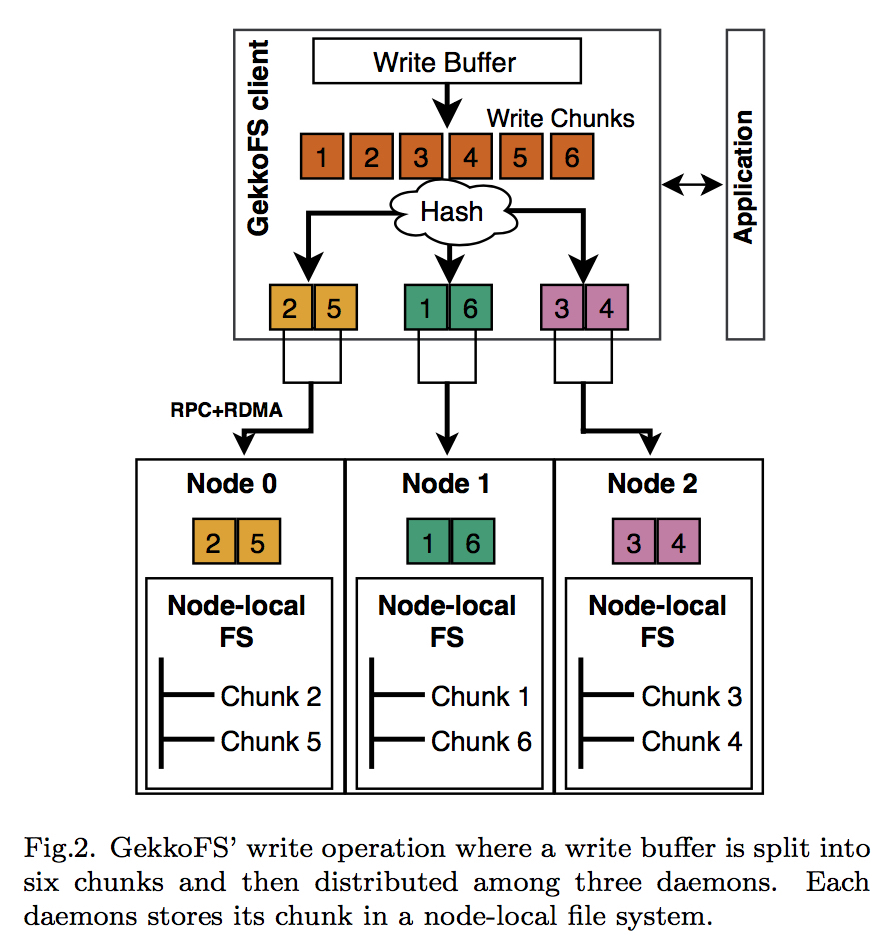 GekkoFS client
Write Buffer
Write Chunks
1 2 3 4 5 6
Hash
Application
2 5 1 6 3 4
RPC+RDMA
Node 0 Node 1 Node 2
2 5 1 6 3 4
Node-local Node-local Node-local
FS FS FS
Chunk 2 Chunk 1 Chunk 3
Chunk 5 Chunk 6 Chunk 4
Fig.2. GekkoFS’ write operation where a write buffer is split into
six chunks and then distributed among three daemons. Each
daemons stores its chunk in a node-local file system.